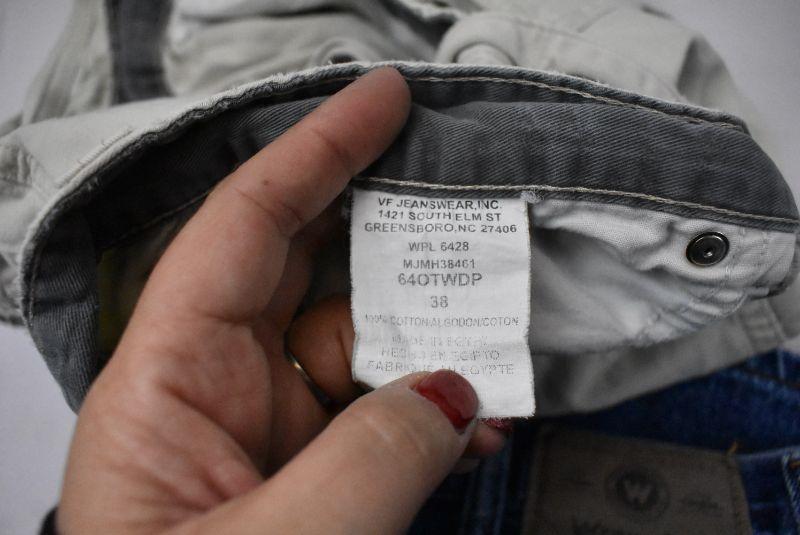 VF JEANSWEAR, INC.
1421 SOUTH ELM ST
GREENSBORO, NC 27406
WPL 6428
MJMH38461
64OTWDP
38
100% COTTON/ALGODON/COTON
MADE IN EGYPT
HECHO EN EGIPTO
FABRIQUE EN EGYPTE
W